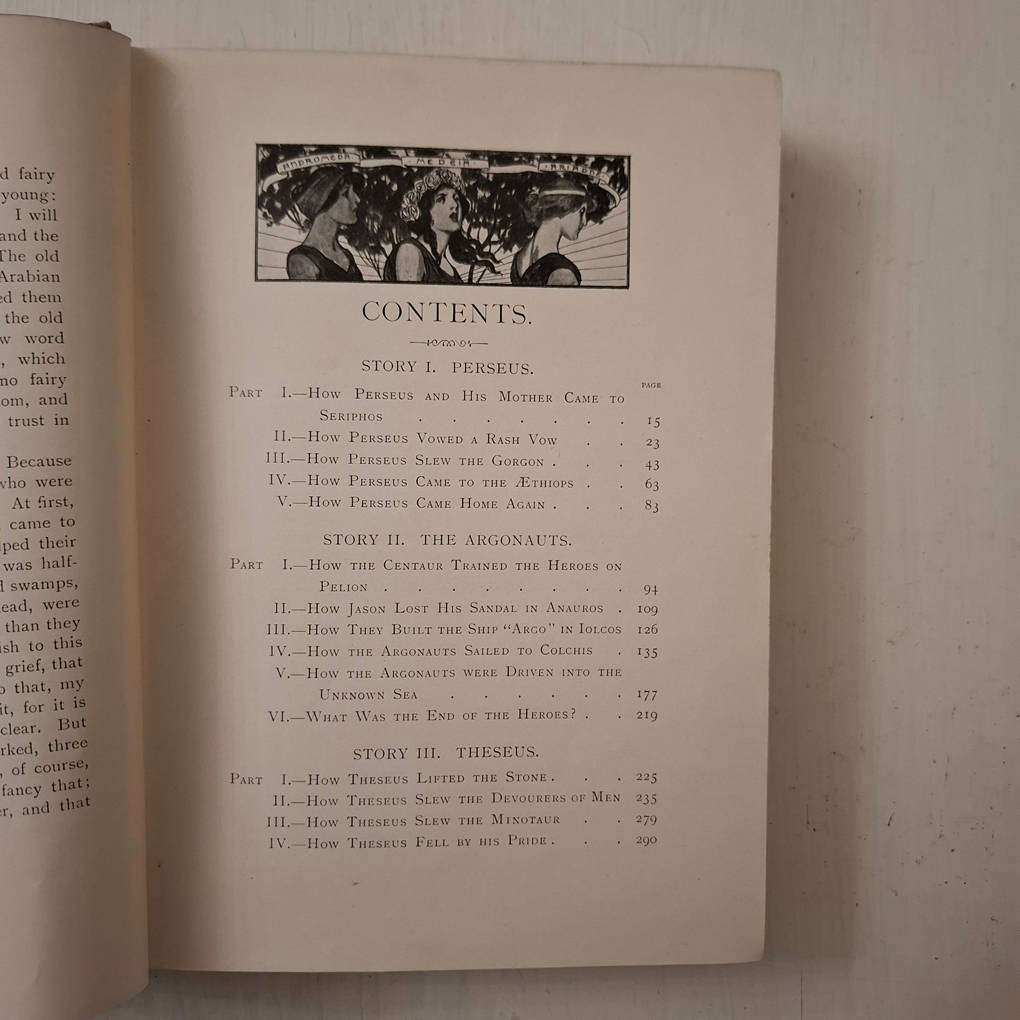 d fairy
young:
I will
and the
The old
Arabian
ed them
the old
w word
, which
no fairy
om, and
trust in
Because
who were
At first,
came to
ped their
was half-
d swamps,
ead, were
than they
sh to this
grief, that
o that, my
it, for it is
clear. But
rked, three
, of course,
fancy that;
er, and that
ANDROMEDA · MEDEIA · ARIADNE
CONTENTS.
STORY I. PERSEUS.
PAGE
PART I.—HOW PERSEUS AND HIS MOTHER CAME TO
SERIPHOS . . . . . . . 15
II.—HOW PERSEUS VOWED A RASH VOW . . 23
III.—HOW PERSEUS SLEW THE GORGON . . . 43
IV.—HOW PERSEUS CAME TO THE ÆTHIOPS . . 63
V.—HOW PERSEUS CAME HOME AGAIN . . . 83
STORY II. THE ARGONAUTS.
PART I.—HOW THE CENTAUR TRAINED THE HEROES ON
PELION . . . . . . . 94
II.—HOW JASON LOST HIS SANDAL IN ANAUROS . 109
III.—HOW THEY BUILT THE SHIP "ARGO" IN IOLCOS 126
IV.—HOW THE ARGONAUTS SAILED TO COLCHIS . 135
V.—HOW THE ARGONAUTS WERE DRIVEN INTO THE
UNKNOWN SEA . . . . . . 177
VI.—WHAT WAS THE END OF THE HEROES? . . 219
STORY III. THESEUS.
PART I.—HOW THESEUS LIFTED THE STONE . . . 225
II.—HOW THESEUS SLEW THE DEVOURERS OF MEN 235
III.—HOW THESEUS SLEW THE MINOTAUR . . 279
IV.—HOW THESEUS FELL BY HIS PRIDE . . . 290